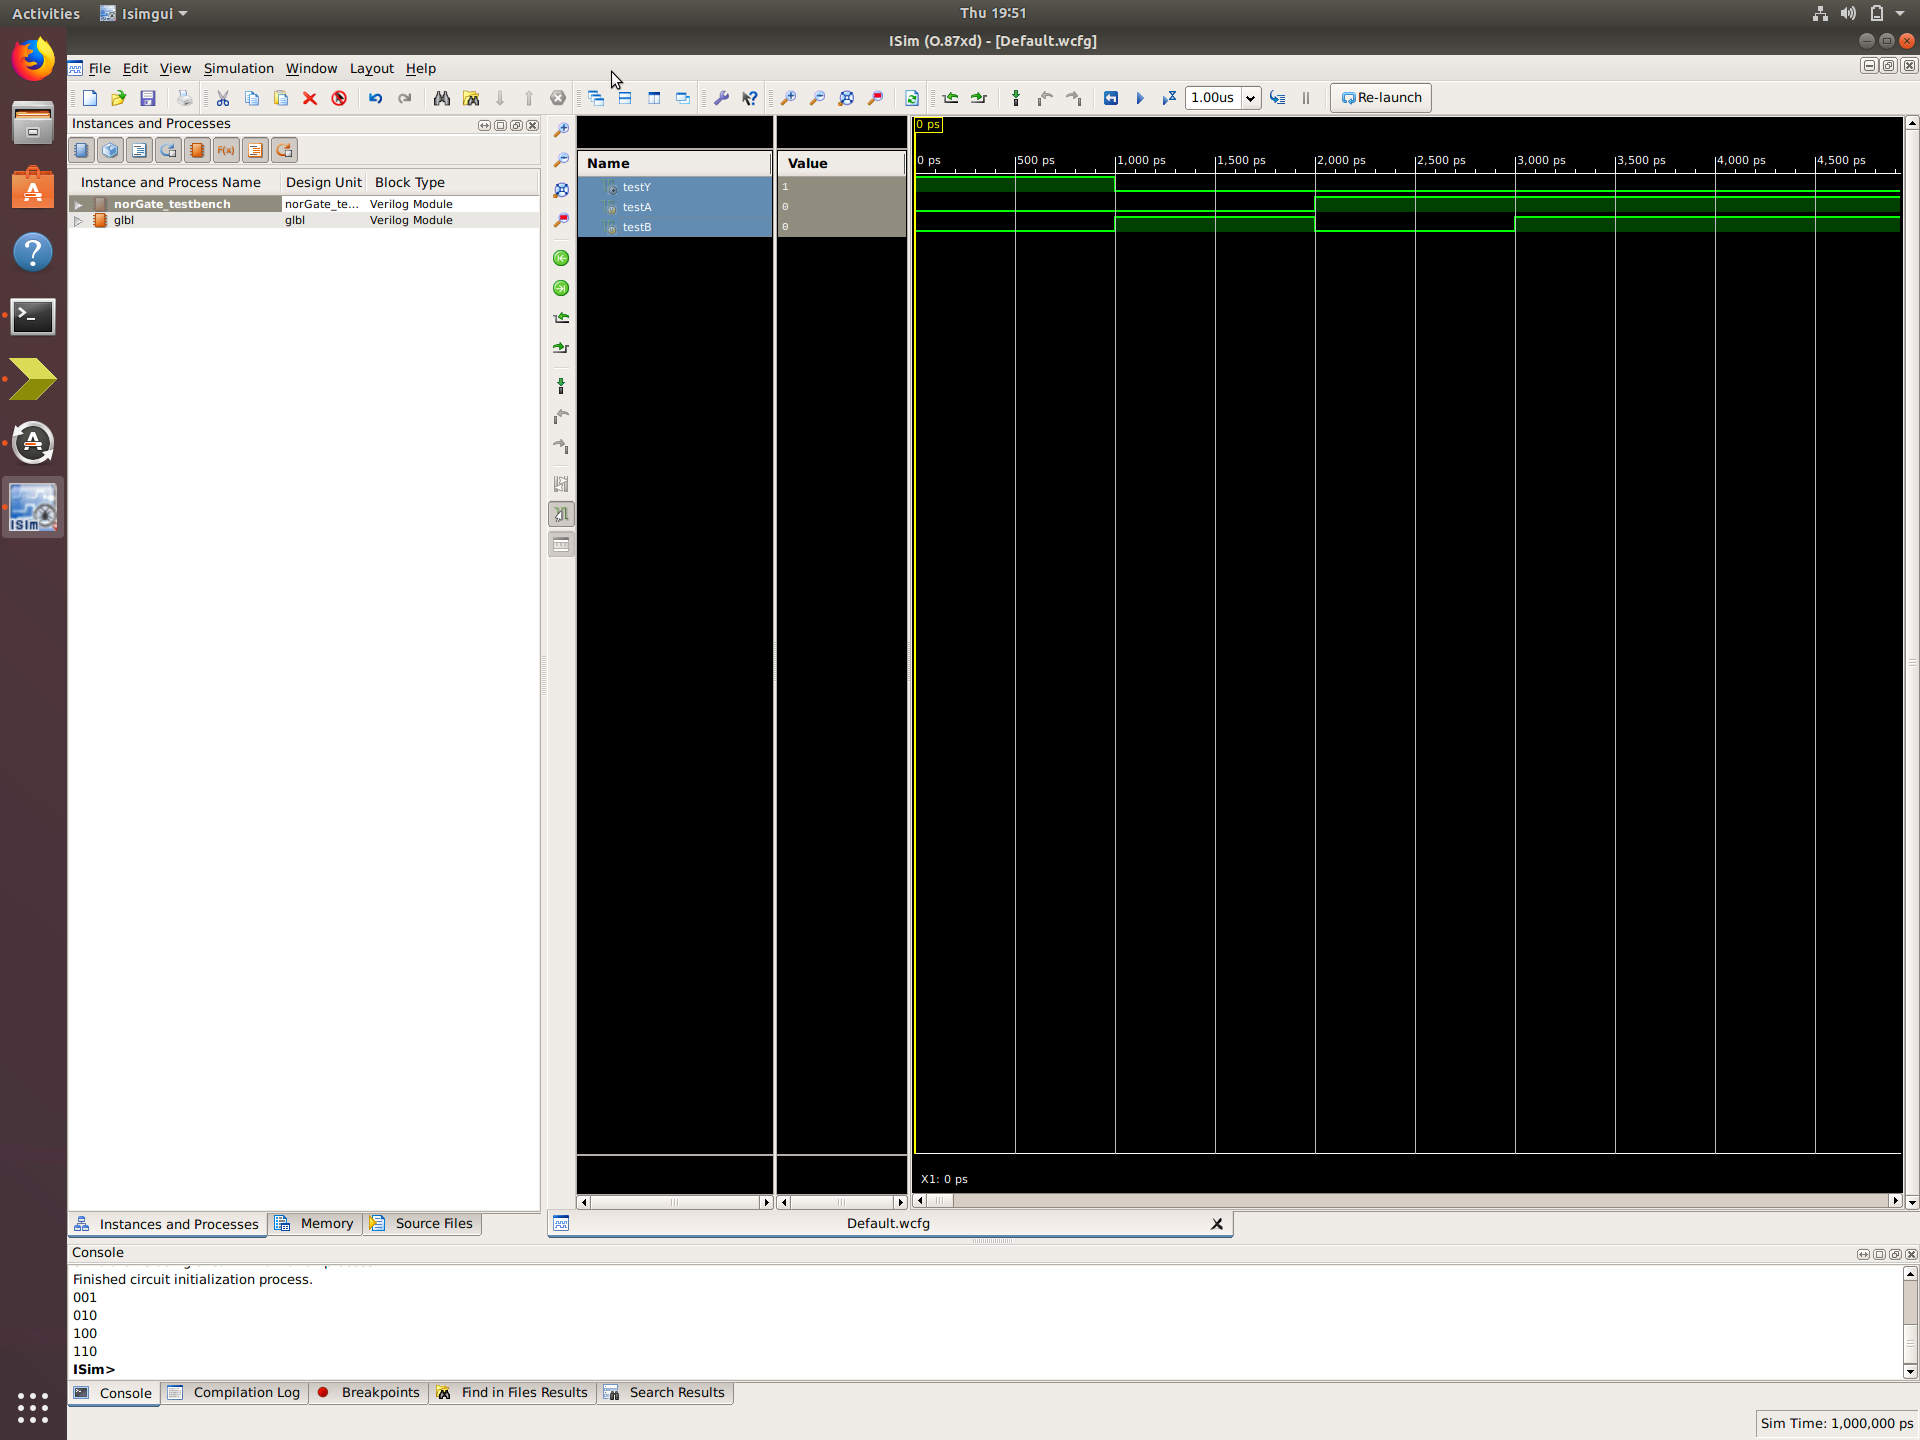 Activities Isimgui Thu 19:51
ISim (O.87xd) - [Default.wcfg]
File Edit View Simulation Window Layout Help
1.00us Re-launch
Instances and Processes
F(x)
Instance and Process Name Design Unit Block Type
norGate_testbench norGate_te... Verilog Module
glbl glbl Verilog Module
Name Value
testY 1
testA 0
testB 0
0 ps
0 ps 500 ps 1,000 ps 1,500 ps 2,000 ps 2,500 ps 3,000 ps 3,500 ps 4,000 ps 4,500 ps
X1: 0 ps
ISim
Instances and Processes Memory Source Files
Default.wcfg
Console
Finished circuit initialization process.
001
010
100
110
ISim>
Console Compilation Log Breakpoints Find in Files Results Search Results
Sim Time: 1,000,000 ps